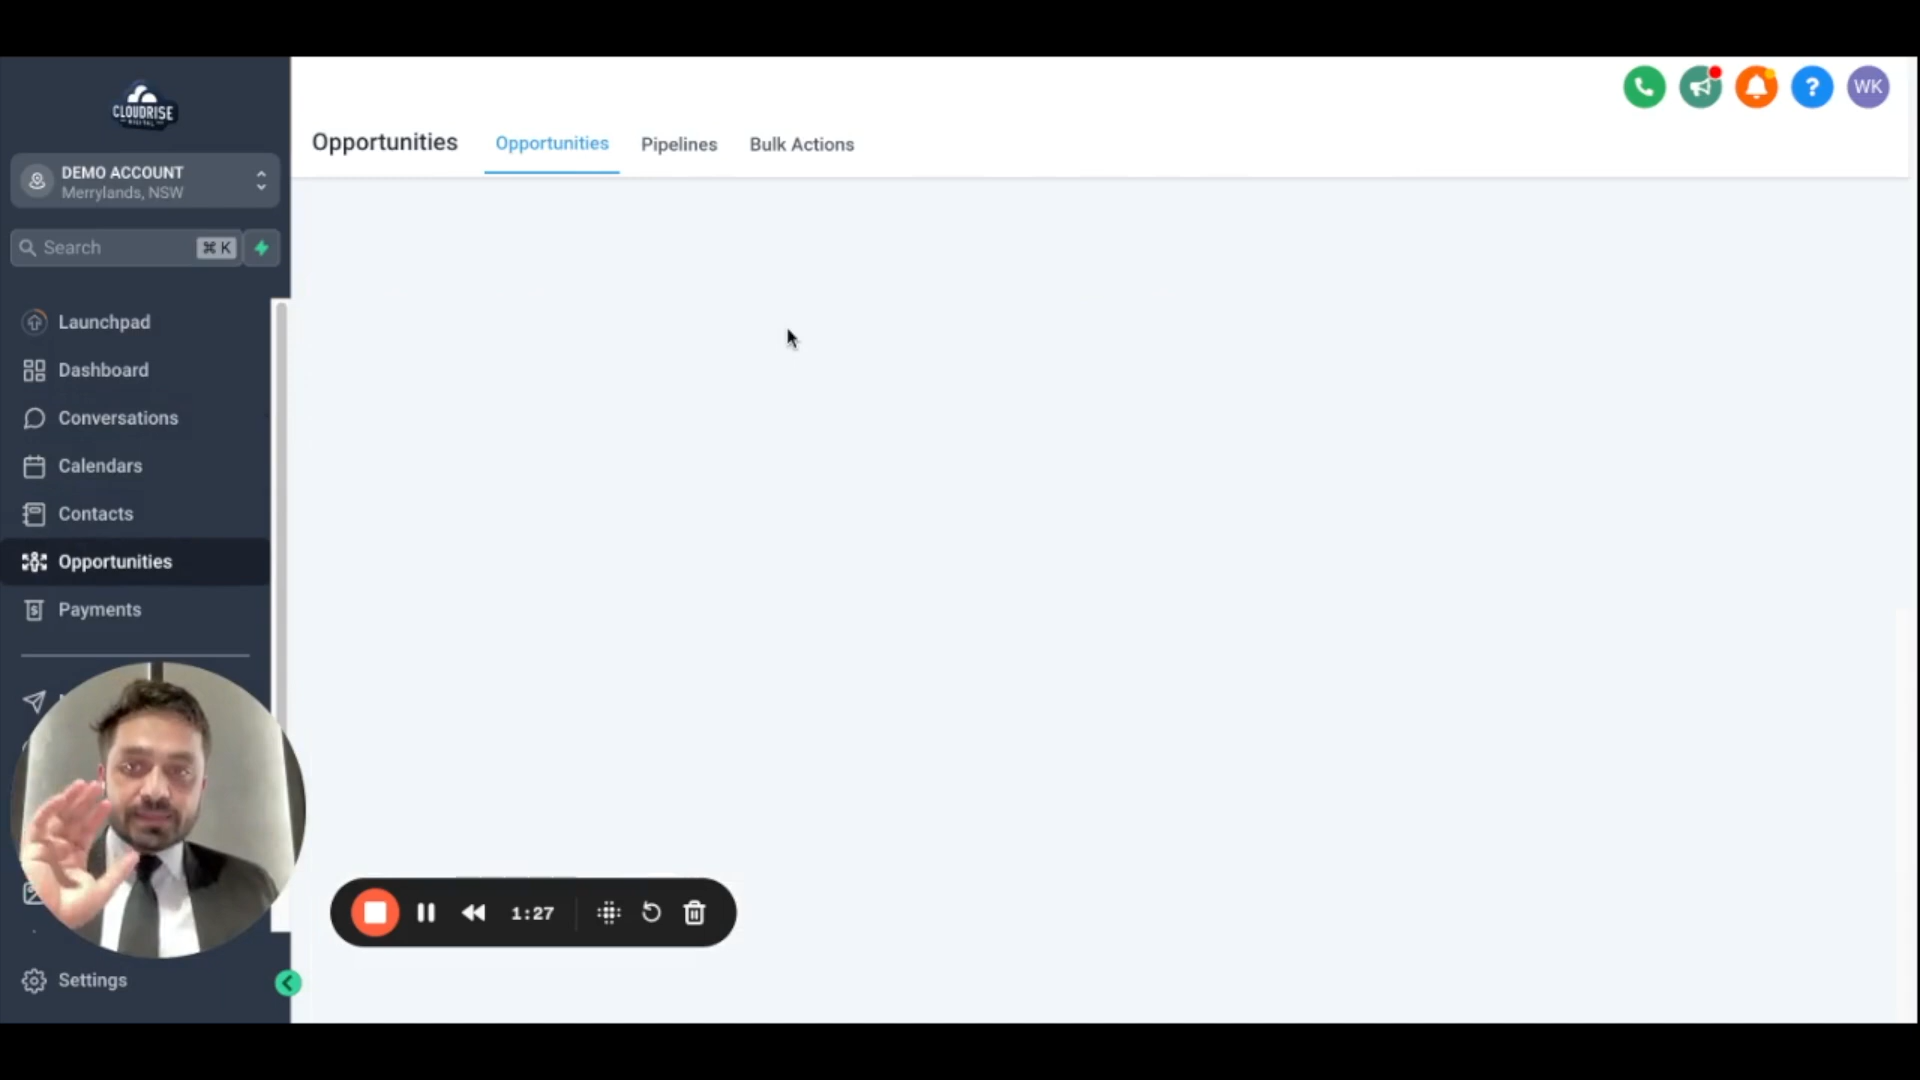 CLOUDRISE
DIGITAL
DEMO ACCOUNT
Merrylands, NSW
Search
⌘ K
Launchpad
Dashboard
Conversations
Calendars
Contacts
Opportunities
Payments
Settings
Opportunities
Opportunities
Pipelines
Bulk Actions
?
WK
1:27